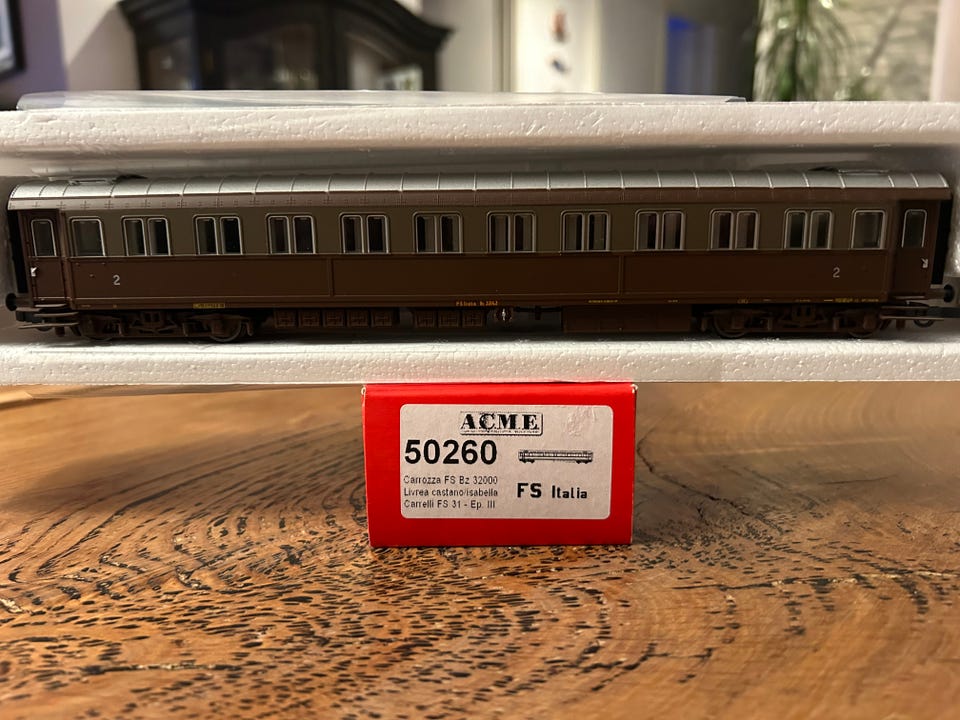 2
2
ACME
50260
Carrozza FS Bz 32000
Livrea castano/isabella
Carrelli FS 31 - Ep. III
FS Italia